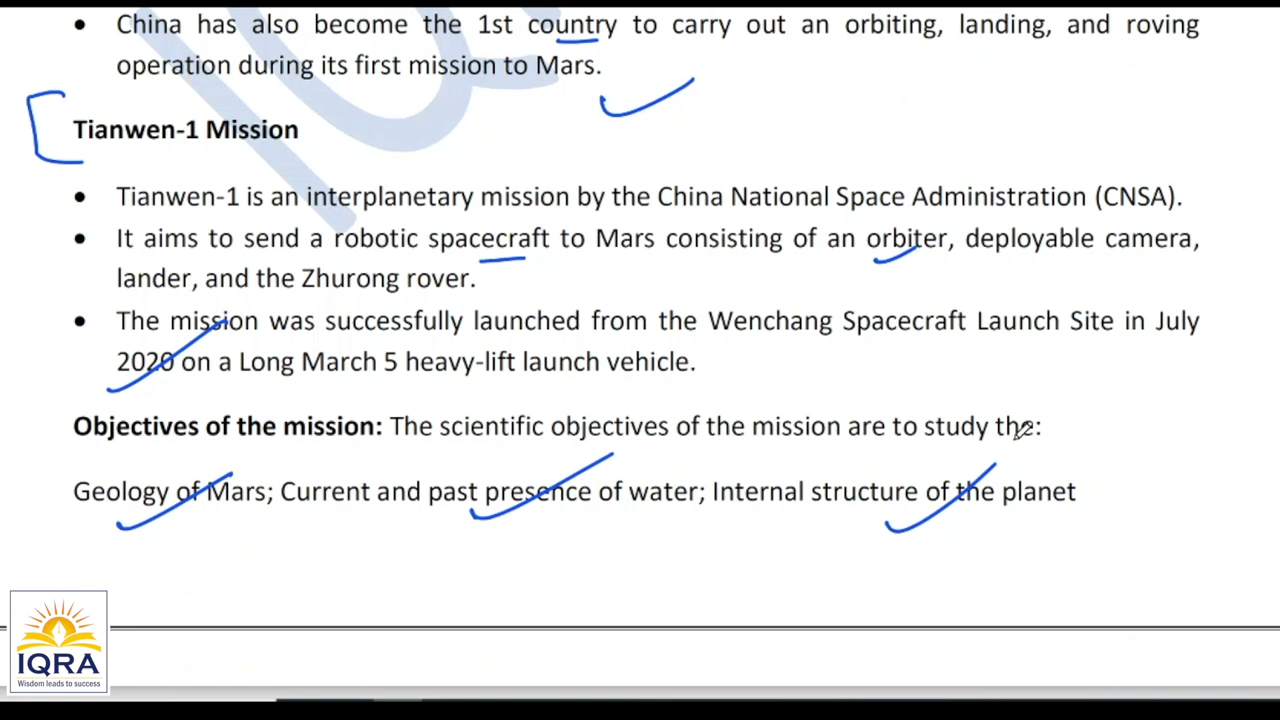 • China has also become the 1st country to carry out an orbiting, landing, and roving
operation during its first mission to Mars.
Tianwen-1 Mission
• Tianwen-1 is an interplanetary mission by the China National Space Administration (CNSA).
• It aims to send a robotic spacecraft to Mars consisting of an orbiter, deployable camera,
lander, and the Zhurong rover.
• The mission was successfully launched from the Wenchang Spacecraft Launch Site in July
2020 on a Long March 5 heavy-lift launch vehicle.
Objectives of the mission: The scientific objectives of the mission are to study the:
Geology of Mars; Current and past presence of water; Internal structure of the planet
IQRA
Wisdom leads to success